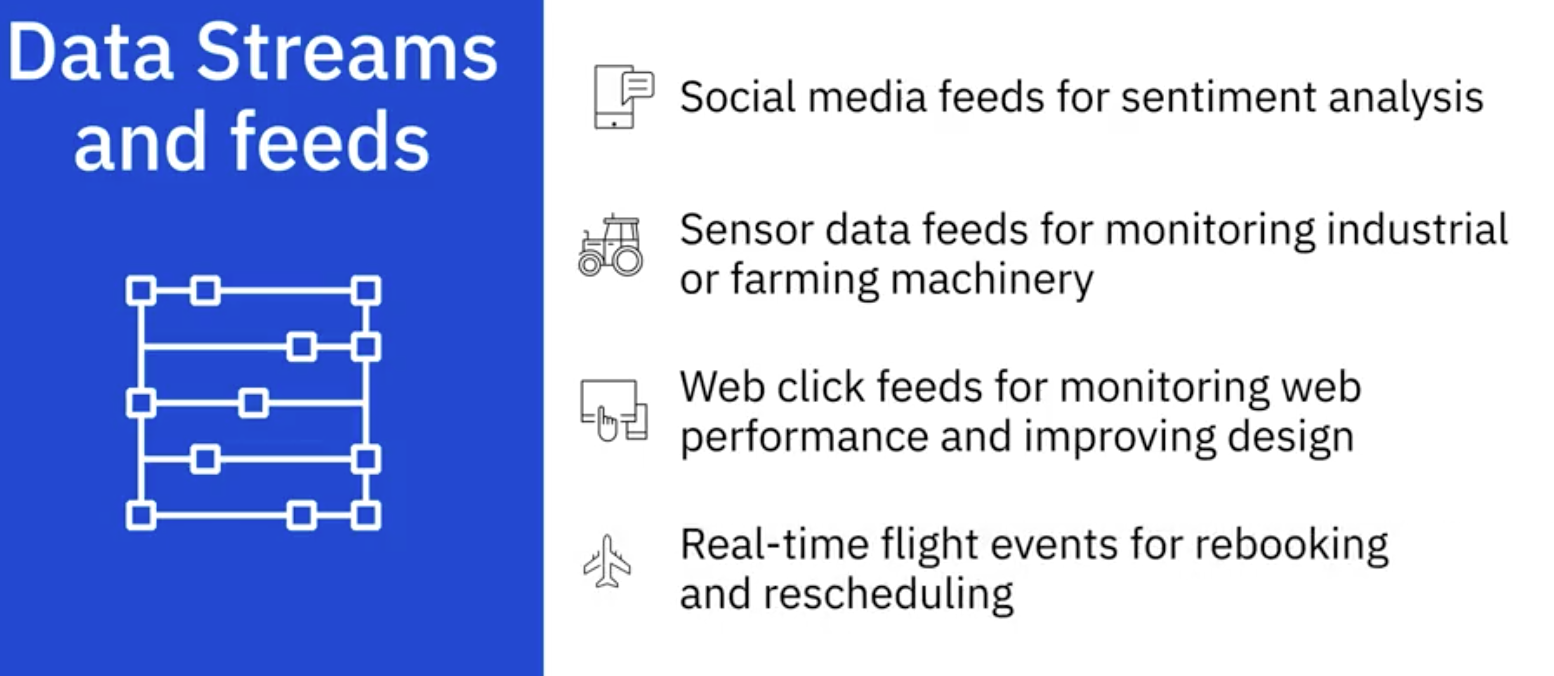 Data Streams
and feeds
Social media feeds for sentiment analysis
Sensor data feeds for monitoring industrial
or farming machinery
Web click feeds for monitoring web
performance and improving design
Real-time flight events for rebooking
and rescheduling